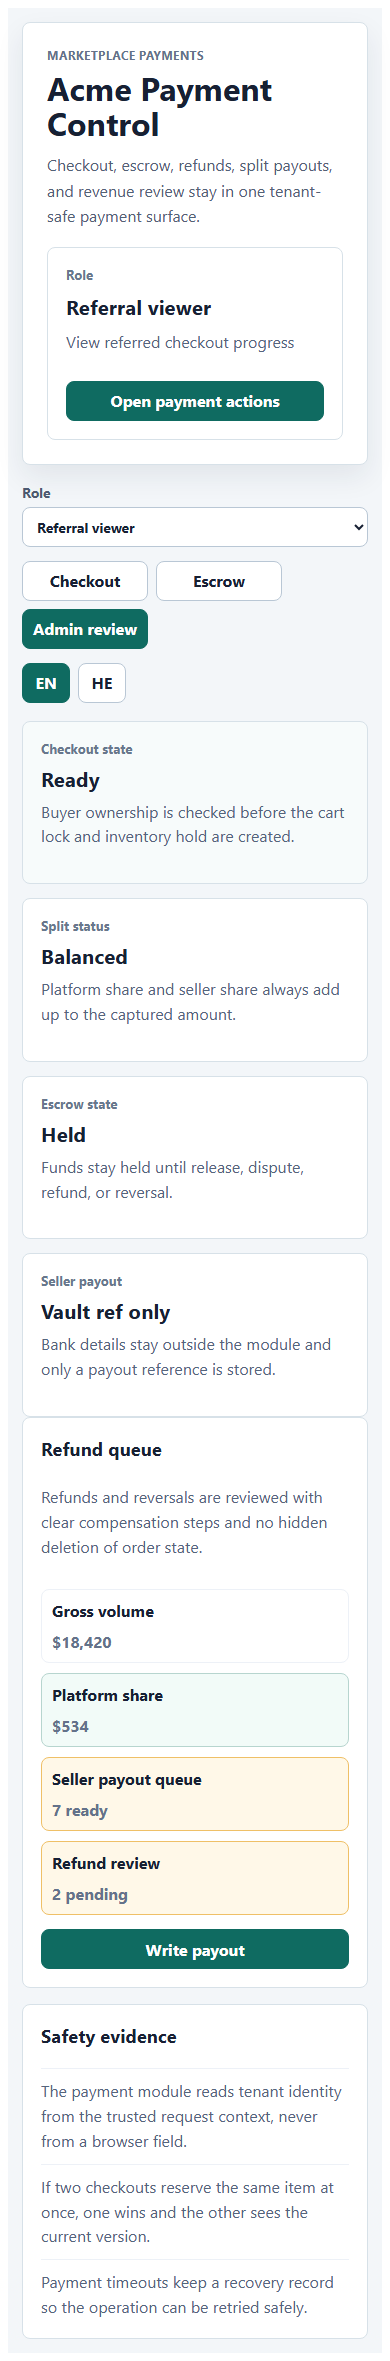 MARKETPLACE PAYMENTS
Acme Payment
Control
Checkout, escrow, refunds, split payouts,
and revenue review stay in one tenant-
safe payment surface.
Role
Referral viewer
View referred checkout progress
Open payment actions
Role
Referral viewer
Checkout
Escrow
Admin review
EN
HE
Checkout state
Ready
Buyer ownership is checked before the cart
lock and inventory hold are created.
Split status
Balanced
Platform share and seller share always add
up to the captured amount.
Escrow state
Held
Funds stay held until release, dispute,
refund, or reversal.
Seller payout
Vault ref only
Bank details stay outside the module and
only a payout reference is stored.
Refund queue
Refunds and reversals are reviewed with
clear compensation steps and no hidden
deletion of order state.
Gross volume
$18,420
Platform share
$534
Seller payout queue
7 ready
Refund review
2 pending
Write payout
Safety evidence
The payment module reads tenant identity
from the trusted request context, never
from a browser field.
If two checkouts reserve the same item at
once, one wins and the other sees the
current version.
Payment timeouts keep a recovery record
so the operation can be retried safely.